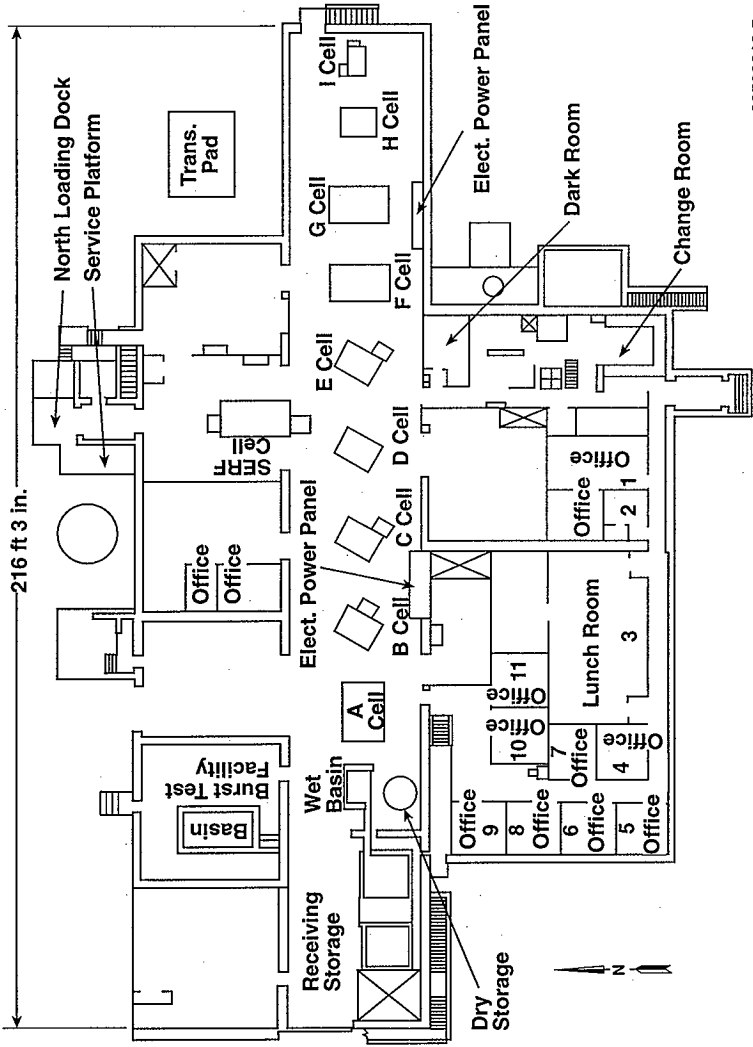 216 ft 3 in.
North Loading Dock
Service Platform
Trans.
Pad
I Cell
H Cell
G Cell
F Cell
E Cell
D Cell
C Cell
B Cell
A
Cell
SERF
Cell
Elect. Power Panel
Elect. Power Panel
Dark Room
Change Room
Office
Office
Burst Test
Facility
Basin
Wet
Basin
Receiving
Storage
Dry
Storage
Office
1
Office
2
Lunch Room
3
Office
4
Office
5
Office
6
Office
7
Office
8
Office
9
Office
10
Office
11
N